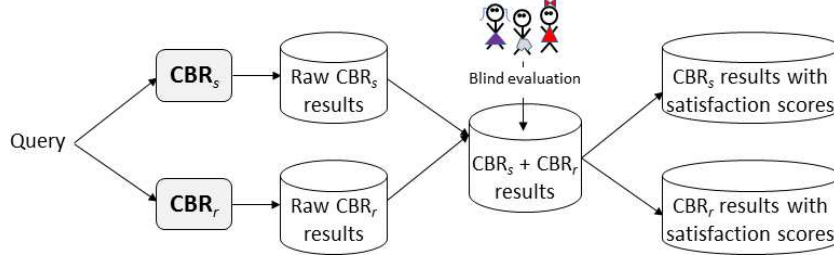 Query
CBRs
Raw CBRs
results
CBRr
Raw CBRr
results
Blind evaluation
CBRs + CBRr
results
CBRs results with
satisfaction scores
CBRr results with
satisfaction scores